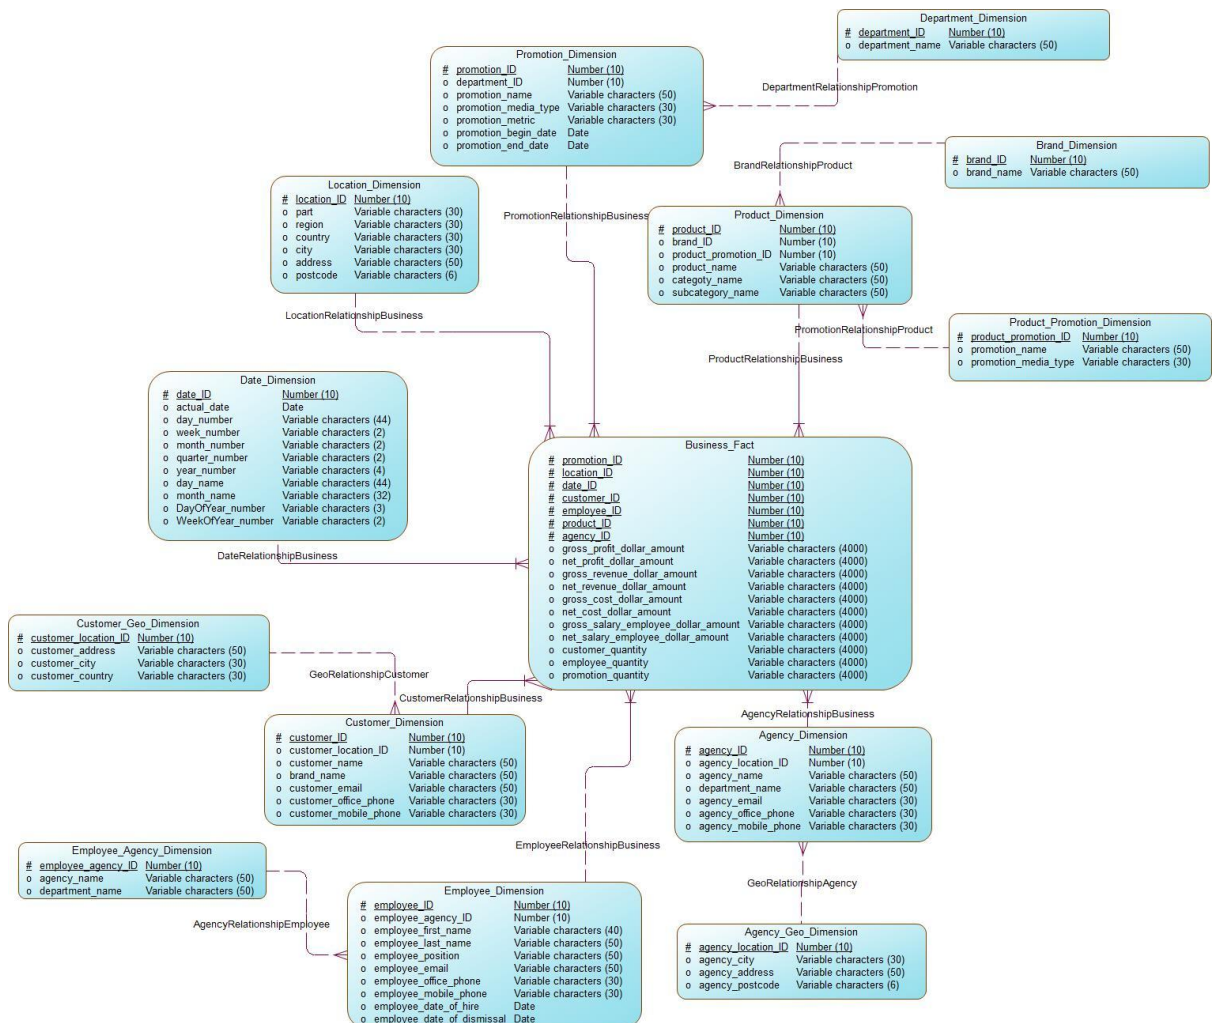 Department_Dimension
# department_ID Number (10)
o department_name Variable characters (50)
DepartmentRelationshipPromotion
Promotion_Dimension
# promotion_ID Number (10)
o department_ID Number (10)
o promotion_name Variable characters (50)
o promotion_media_type Variable characters (30)
o promotion_metric Variable characters (30)
o promotion_begin_date Date
o promotion_end_date Date
PromotionRelationshipBusiness
Brand_Dimension
# brand_ID Number (10)
o brand_name Variable characters (50)
BrandRelationshipProduct
Location_Dimension
# location_ID Number (10)
o part Variable characters (30)
o region Variable characters (30)
o country Variable characters (30)
o city Variable characters (30)
o address Variable characters (50)
o postcode Variable characters (6)
LocationRelationshipBusiness
Product_Dimension
# product_ID Number (10)
o brand_ID Number (10)
o product_promotion_ID Number (10)
o product_name Variable characters (50)
o categoty_name Variable characters (50)
o subcategory_name Variable characters (50)
PromotionRelationshipProduct
ProductRelationshipBusiness
Product_Promotion_Dimension
# product_promotion_ID Number (10)
o promotion_name Variable characters (50)
o promotion_media_type Variable characters (30)
Date_Dimension
# date_ID Number (10)
o actual_date Date
o day_number Variable characters (44)
o week_number Variable characters (2)
o month_number Variable characters (2)
o quarter_number Variable characters (2)
o year_number Variable characters (4)
o day_name Variable characters (44)
o month_name Variable characters (32)
o DayOfYear_number Variable characters (3)
o WeekOfYear_number Variable characters (2)
DateRelationshipBusiness
Business_Fact
# promotion_ID Number (10)
# location_ID Number (10)
# date_ID Number (10)
# customer_ID Number (10)
# employee_ID Number (10)
# product_ID Number (10)
# agency_ID Number (10)
o gross_profit_dollar_amount Variable characters (4000)
o net_profit_dollar_amount Variable characters (4000)
o gross_revenue_dollar_amount Variable characters (4000)
o net_revenue_dollar_amount Variable characters (4000)
o gross_cost_dollar_amount Variable characters (4000)
o net_cost_dollar_amount Variable characters (4000)
o gross_salary_employee_dollar_amount Variable characters (4000)
o net_salary_employee_dollar_amount Variable characters (4000)
o customer_quantity Variable characters (4000)
o employee_quantity Variable characters (4000)
o promotion_quantity Variable characters (4000)
Customer_Geo_Dimension
# customer_location_ID Number (10)
o customer_address Variable characters (50)
o customer_city Variable characters (30)
o customer_country Variable characters (30)
GeoRelationshipCustomer
CustomerRelationshipBusiness
Customer_Dimension
# customer_ID Number (10)
o customer_location_ID Number (10)
o customer_name Variable characters (50)
o brand_name Variable characters (50)
o customer_email Variable characters (50)
o customer_office_phone Variable characters (30)
o customer_mobile_phone Variable characters (30)
AgencyRelationshipBusiness
Agency_Dimension
# agency_ID Number (10)
o agency_location_ID Number (10)
o agency_name Variable characters (50)
o department_name Variable characters (50)
o agency_email Variable characters (30)
o agency_office_phone Variable characters (30)
o agency_mobile_phone Variable characters (30)
EmployeeRelationshipBusiness
Employee_Agency_Dimension
# employee_agency_ID Number (10)
o agency_name Variable characters (50)
o department_name Variable characters (50)
AgencyRelationshipEmployee
Employee_Dimension
# employee_ID Number (10)
o employee_agency_ID Number (10)
o employee_first_name Variable characters (40)
o employee_last_name Variable characters (50)
o employee_position Variable characters (50)
o employee_email Variable characters (50)
o employee_office_phone Variable characters (30)
o employee_mobile_phone Variable characters (30)
o employee_date_of_hire Date
o employee_date_of_dismissal Date
GeoRelationshipAgency
Agency_Geo_Dimension
# agency_location_ID Number (10)
o agency_city Variable characters (30)
o agency_address Variable characters (50)
o agency_postcode Variable characters (6)